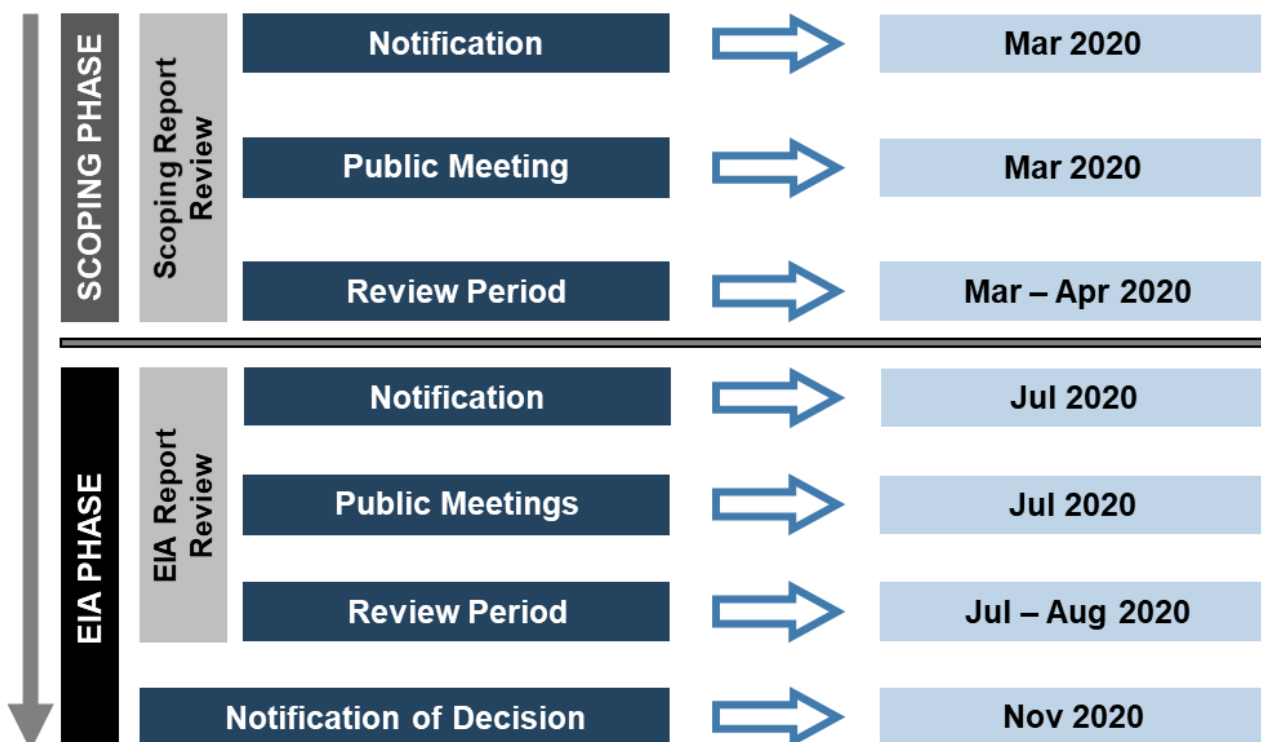 SCOPING PHASE
Scoping Report
Review
Notification
Mar 2020
Public Meeting
Mar 2020
Review Period
Mar – Apr 2020
EIA PHASE
EIA Report
Review
Notification
Jul 2020
Public Meetings
Jul 2020
Review Period
Jul – Aug 2020
Notification of Decision
Nov 2020